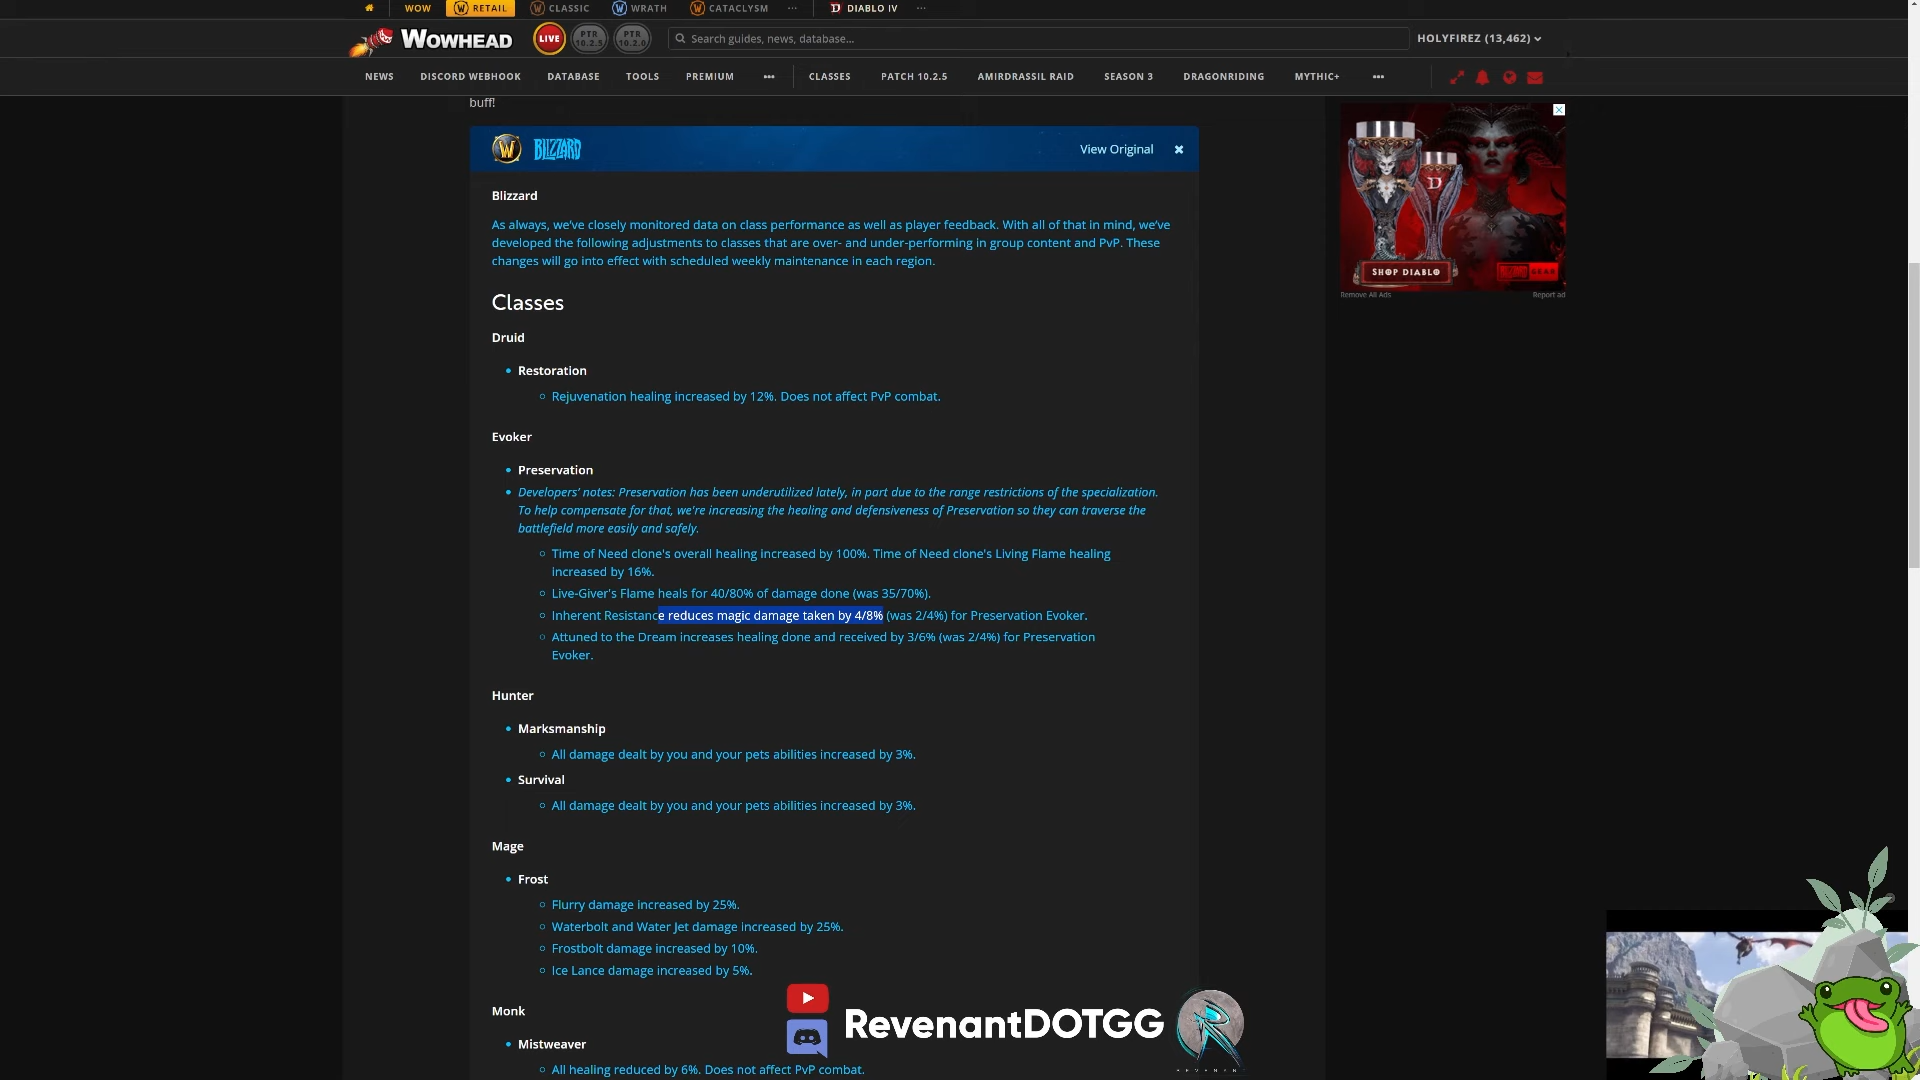 WOW RETAIL CLASSIC WRATH CATACLYSM ... DIABLO IV ...
WOWHEAD LIVE PTR 10.2.5 PTR 10.2.0 Search guides, news, database... HOLYFIREZ (13,462)
NEWS DISCORD WEBHOOK DATABASE TOOLS PREMIUM ... CLASSES PATCH 10.2.5 AMIRDRASSIL RAID SEASON 3 DRAGONRIDING MYTHIC+ ...
buff!
W BLIZZARD View Original ×
Blizzard
As always, we've closely monitored data on class performance as well as player feedback. With all of that in mind, we've
developed the following adjustments to classes that are over- and under-performing in group content and PvP. These
changes will go into effect with scheduled weekly maintenance in each region.
Classes
Druid
• Restoration
○ Rejuvenation healing increased by 12%. Does not affect PvP combat.
Evoker
• Preservation
• Developers' notes: Preservation has been underutilized lately, in part due to the range restrictions of the specialization.
To help compensate for that, we're increasing the healing and defensiveness of Preservation so they can traverse the
battlefield more easily and safely.
○ Time of Need clone's overall healing increased by 100%. Time of Need clone's Living Flame healing
increased by 16%.
○ Live-Giver's Flame heals for 40/80% of damage done (was 35/70%).
○ Inherent Resistance reduces magic damage taken by 4/8% (was 2/4%) for Preservation Evoker.
○ Attuned to the Dream increases healing done and received by 3/6% (was 2/4%) for Preservation
Evoker.
Hunter
• Marksmanship
○ All damage dealt by you and your pets abilities increased by 3%.
• Survival
○ All damage dealt by you and your pets abilities increased by 3%.
Mage
• Frost
○ Flurry damage increased by 25%.
○ Waterbolt and Water Jet damage increased by 25%.
○ Frostbolt damage increased by 10%.
○ Ice Lance damage increased by 5%.
Monk
• Mistweaver
○ All healing reduced by 6%. Does not affect PvP combat.
SHOP DIABLO
BLIZZARD GEAR
Remove All Ads Report ad
RevenantDOTGG
REVENANT